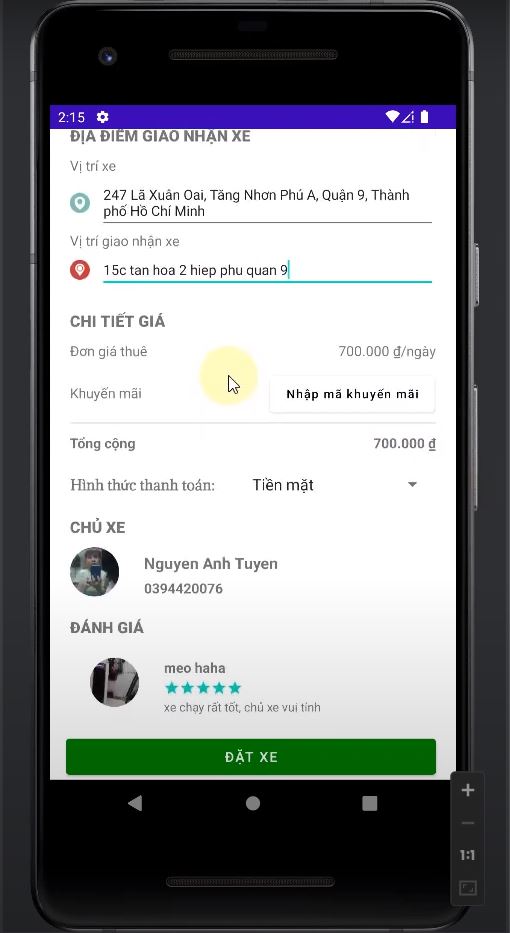 2:15
ĐỊA ĐIỂM GIAO NHẬN XE
Vị trí xe
247 Lã Xuân Oai, Tăng Nhơn Phú A, Quận 9, Thành
phố Hồ Chí Minh
Vị trí giao nhận xe
15c tan hoa 2 hiep phu quan 9
CHI TIẾT GIÁ
Đơn giá thuê 700.000 ₫/ngày
Khuyến mãi Nhập mã khuyến mãi
Tổng cộng 700.000 ₫
Hình thức thanh toán: Tiền mặt
CHỦ XE
Nguyen Anh Tuyen
0394420076
ĐÁNH GIÁ
meo haha
xe chạy rất tốt, chủ xe vui tính
ĐẶT XE
1:1